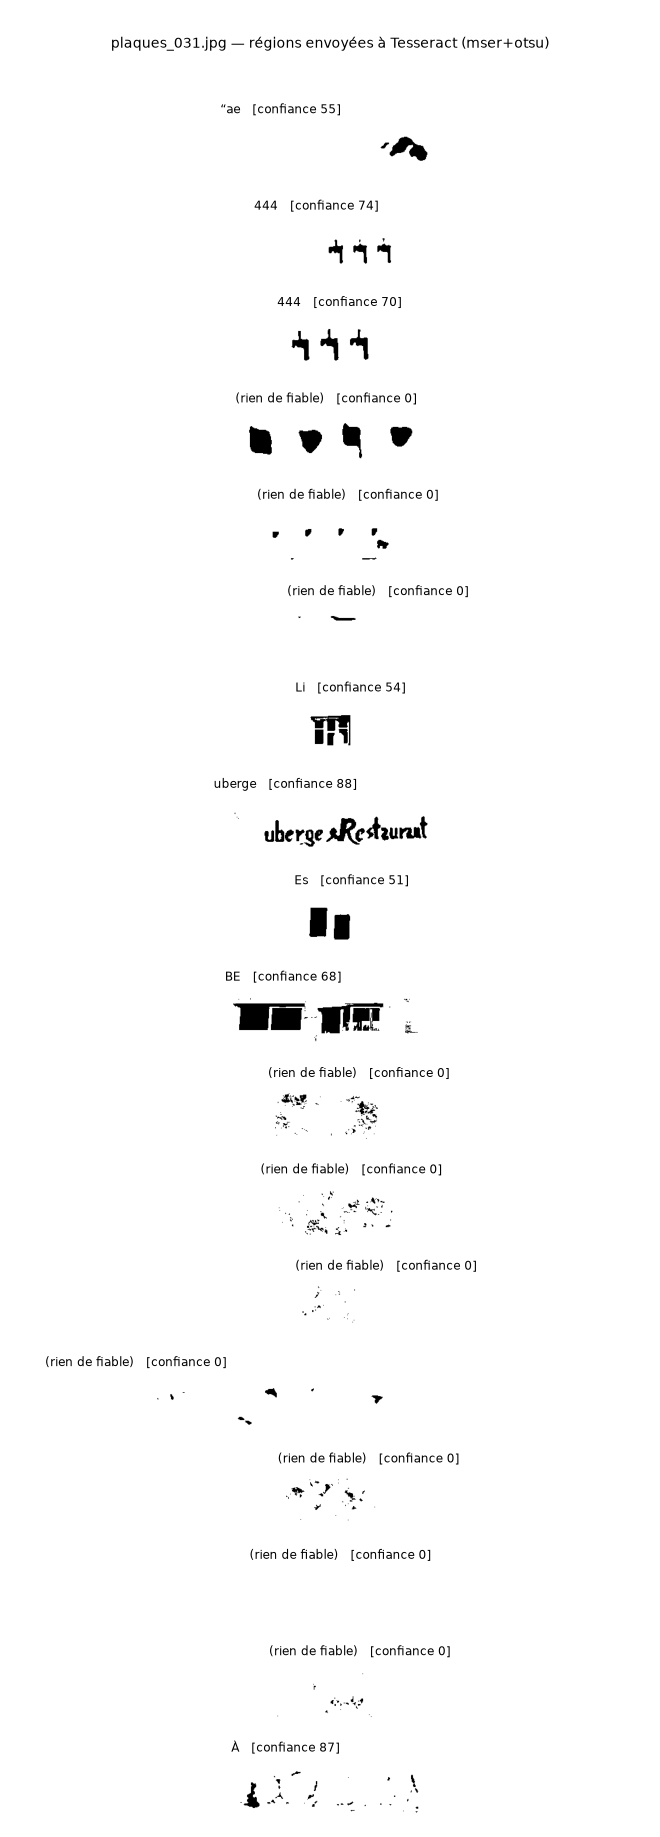 plaques_031.jpg — régions envoyées à Tesseract (mser+otsu)
“ae [confiance 55]
444 [confiance 74]
444 [confiance 70]
(rien de fiable) [confiance 0]
(rien de fiable) [confiance 0]
(rien de fiable) [confiance 0]
Li [confiance 54]
uberge [confiance 88]
uberge & Restaurant
Es [confiance 51]
BE [confiance 68]
(rien de fiable) [confiance 0]
(rien de fiable) [confiance 0]
(rien de fiable) [confiance 0]
(rien de fiable) [confiance 0]
(rien de fiable) [confiance 0]
(rien de fiable) [confiance 0]
(rien de fiable) [confiance 0]
À [confiance 87]